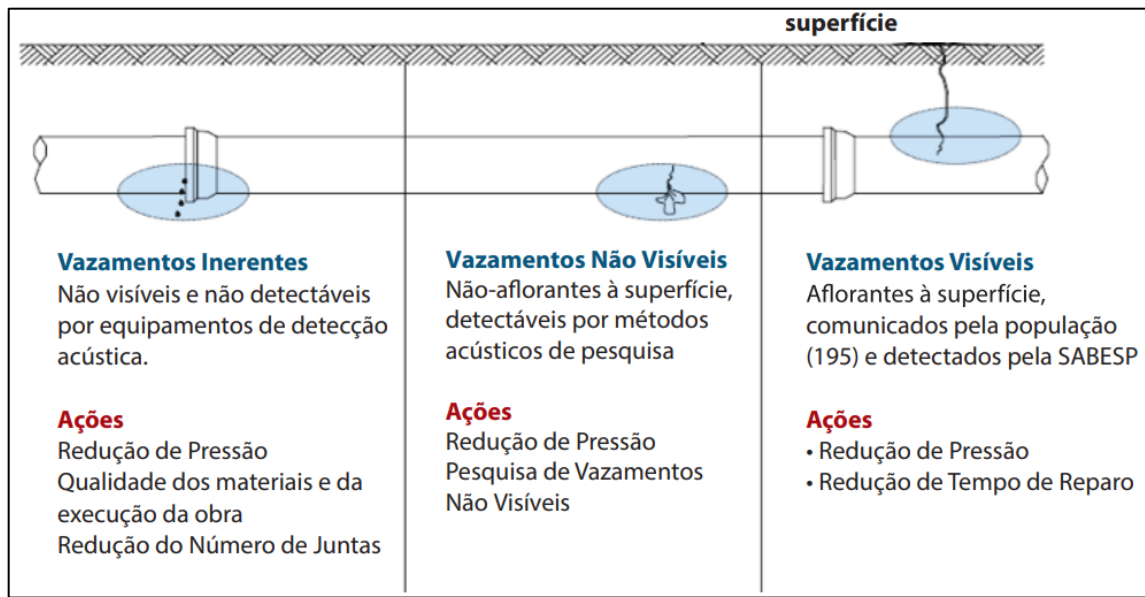 superfície
Vazamentos Inerentes
Não visíveis e não detectáveis
por equipamentos de detecção
acústica.
Ações
Redução de Pressão
Qualidade dos materiais e da
execução da obra
Redução do Número de Juntas
Vazamentos Não Visíveis
Não-aflorantes à superfície,
detectáveis por métodos
acústicos de pesquisa
Ações
Redução de Pressão
Pesquisa de Vazamentos
Não Visíveis
Vazamentos Visíveis
Aflorantes à superfície,
comunicados pela população
(195) e detectados pela SABESP
Ações
• Redução de Pressão
• Redução de Tempo de Reparo